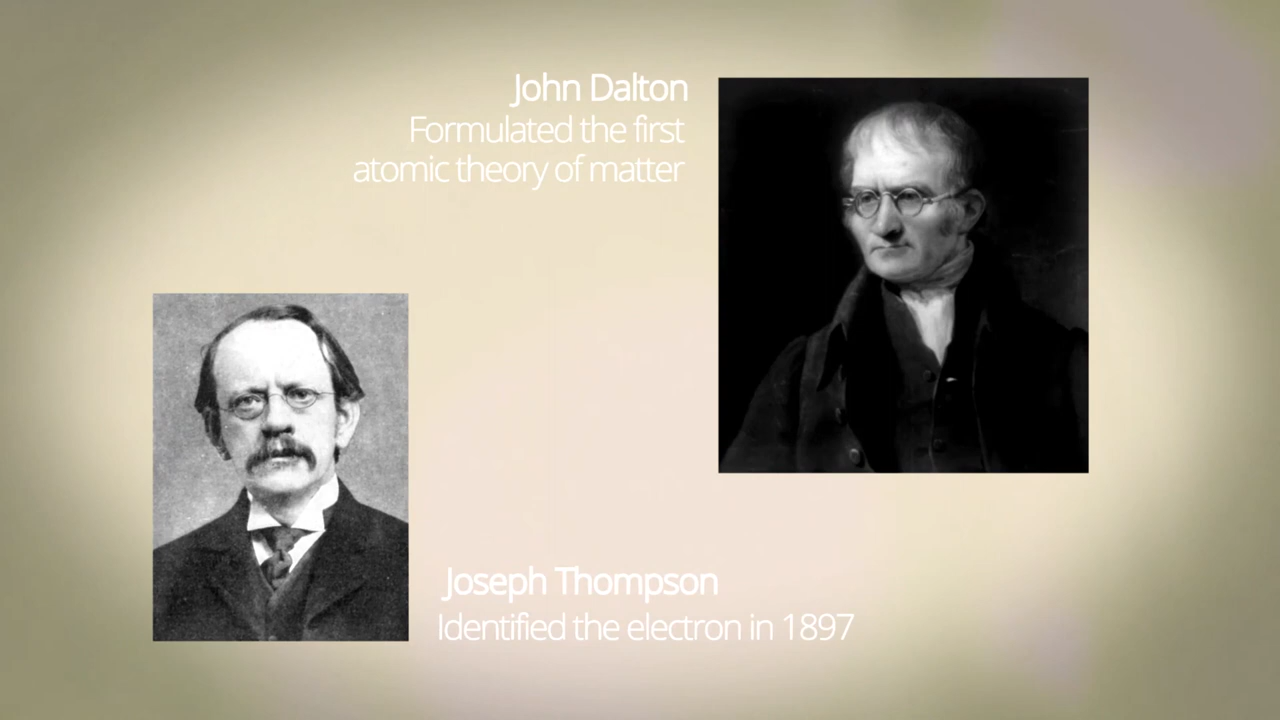 John Dalton
Formulated the first
atomic theory of matter
Joseph Thompson
Identified the electron in 1897